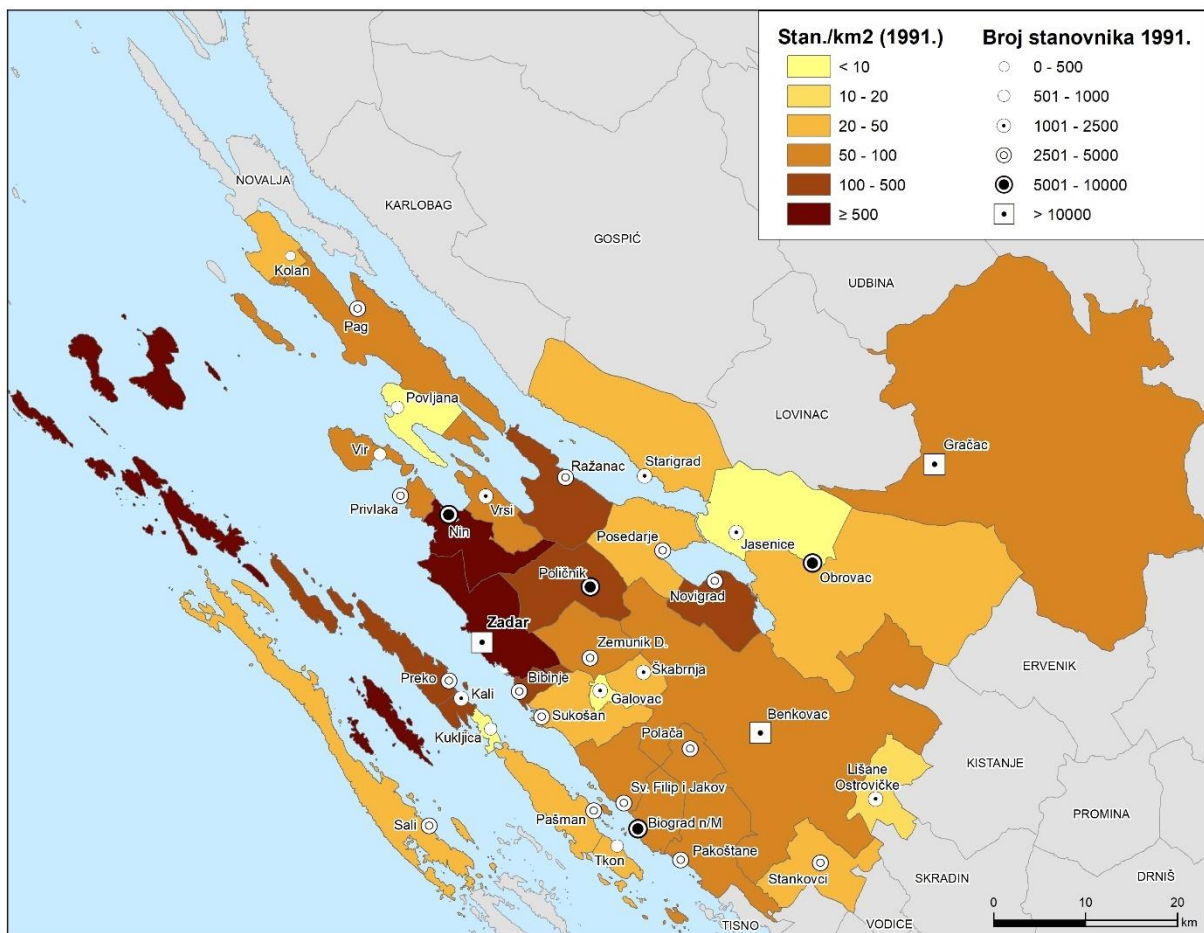 Stan./km2 (1991.)
< 10
10 - 20
20 - 50
50 - 100
100 - 500
≥ 500
Broj stanovnika 1991.
0 - 500
501 - 1000
1001 - 2500
2501 - 5000
5001 - 10000
> 10000
NOVALJA
KARLOBAG
GOSPIĆ
UDBINA
Kolan
Pag
LOVINAC
Povljana
Gračac
Vir
Ražanac
Starigrad
Privlaka
Vrsi
Nin
Posedarje
Jasenice
Obrovac
Poličnik
Novigrad
Zadar
Zemunik D.
ERVENIK
Škabrnja
Preko
Bibinje
Kali
Galovac
Sukošan
Benkovac
Kukljica
Polača
KISTANJE
Lišane
Ostrovičke
Sv. Filip i Jakov
PROMINA
Pašman
Biograd n/M
Sali
Tkon
Pakoštane
Stankovci
SKRADIN
DRNIŠ
TISNO
VODICE
0 10 20
km